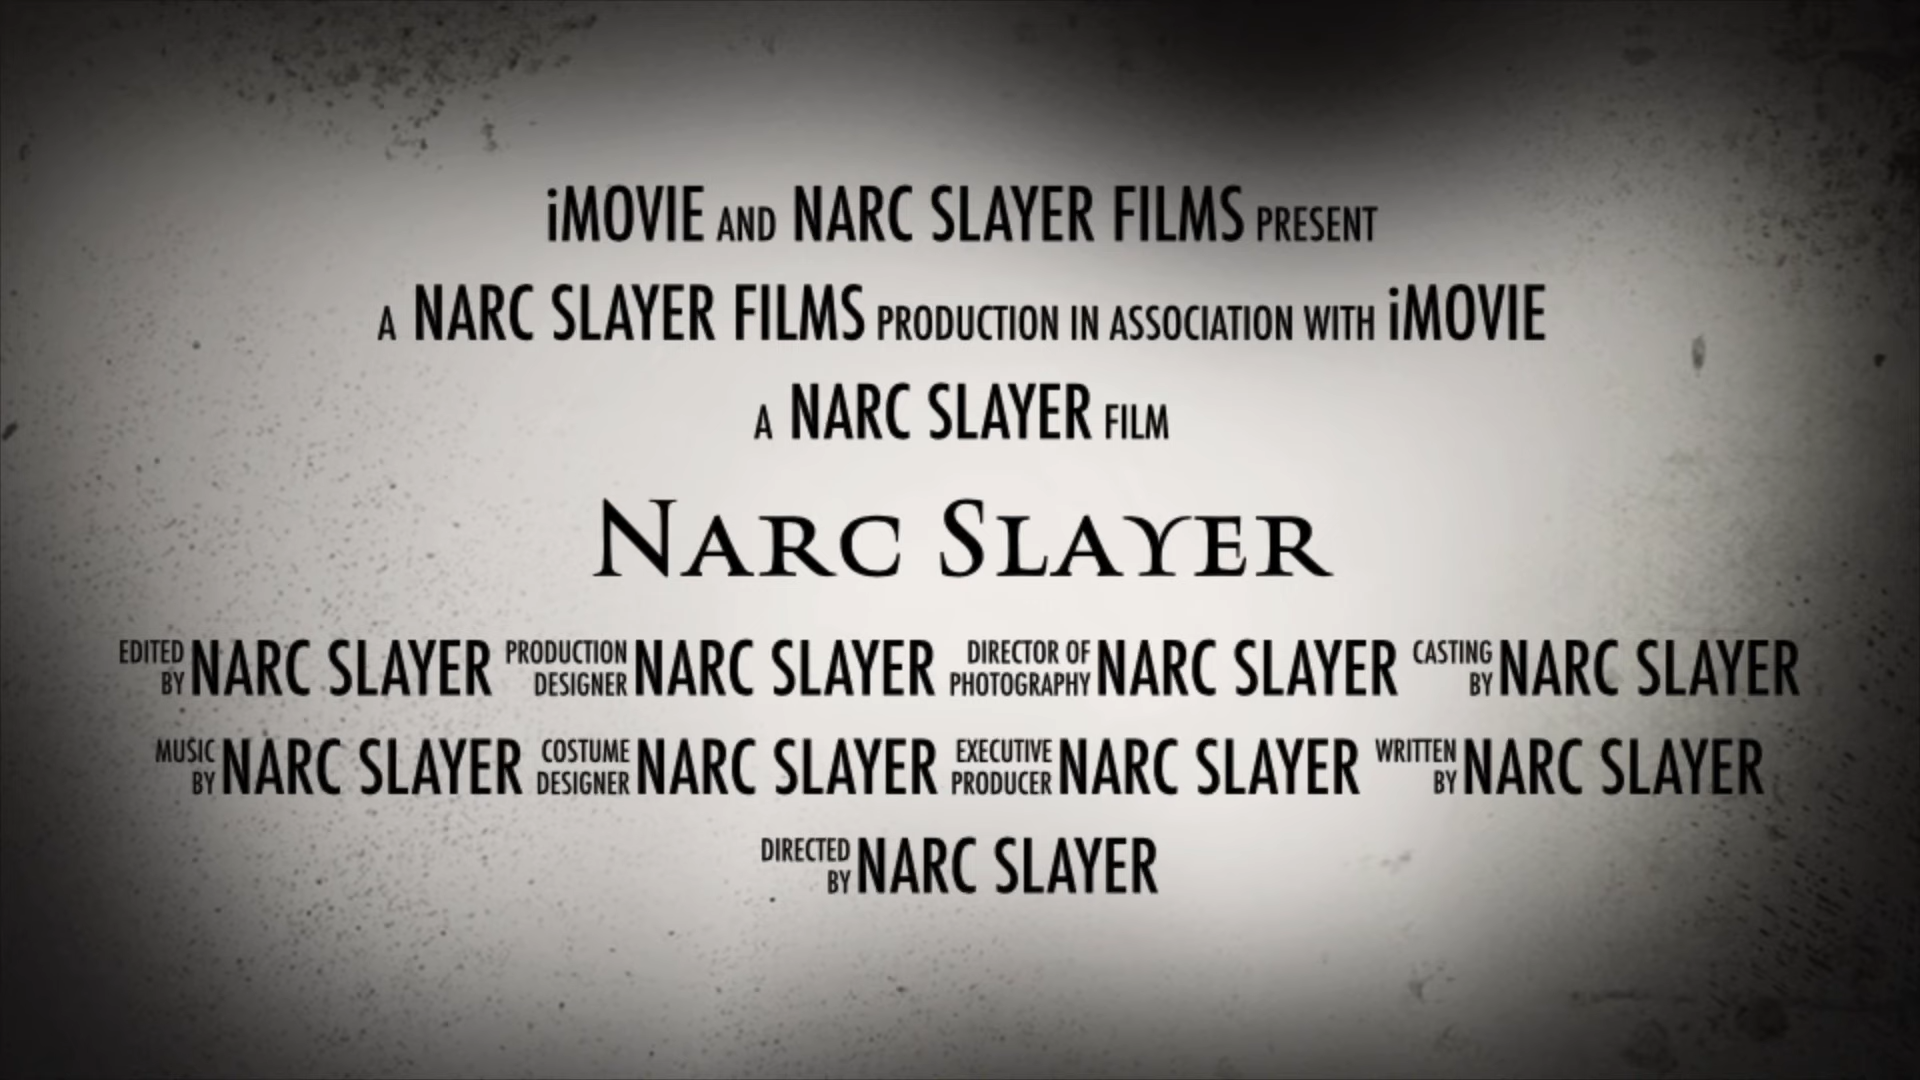 iMOVIE AND NARC SLAYER FILMS PRESENT
A NARC SLAYER FILMS PRODUCTION IN ASSOCIATION WITH iMOVIE
A NARC SLAYER FILM
NARC SLAYER
EDITED BY NARC SLAYER PRODUCTION DESIGNER NARC SLAYER DIRECTOR OF PHOTOGRAPHY NARC SLAYER CASTING BY NARC SLAYER
MUSIC BY NARC SLAYER COSTUME DESIGNER NARC SLAYER EXECUTIVE PRODUCER NARC SLAYER WRITTEN BY NARC SLAYER
DIRECTED BY NARC SLAYER